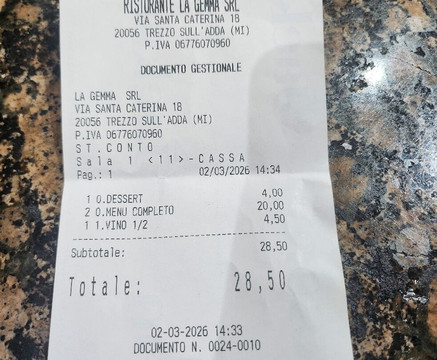 RISTORANTE LA GEMMA SRL
VIA SANTA CATERINA 18
20056 TREZZO SULL'ADDA (MI)
P.IVA 06776070960
DOCUMENTO GESTIONALE
LA GEMMA SRL
VIA SANTA CATERINA 18
20056 TREZZO SULL'ADDA (MI)
P.IVA 06776070960
ST.CONTO
Sala 1 <11>-CASSA
Pag.: 1 02/03/2026 14:34
1 0.DESSERT 4,00
2 0.MENU COMPLETO 20,00
1 1.VINO 1/2 4,50
Subtotale: 28,50
Totale: 28,50
02-03-2026 14:33
DOCUMENTO N. 0024-0010